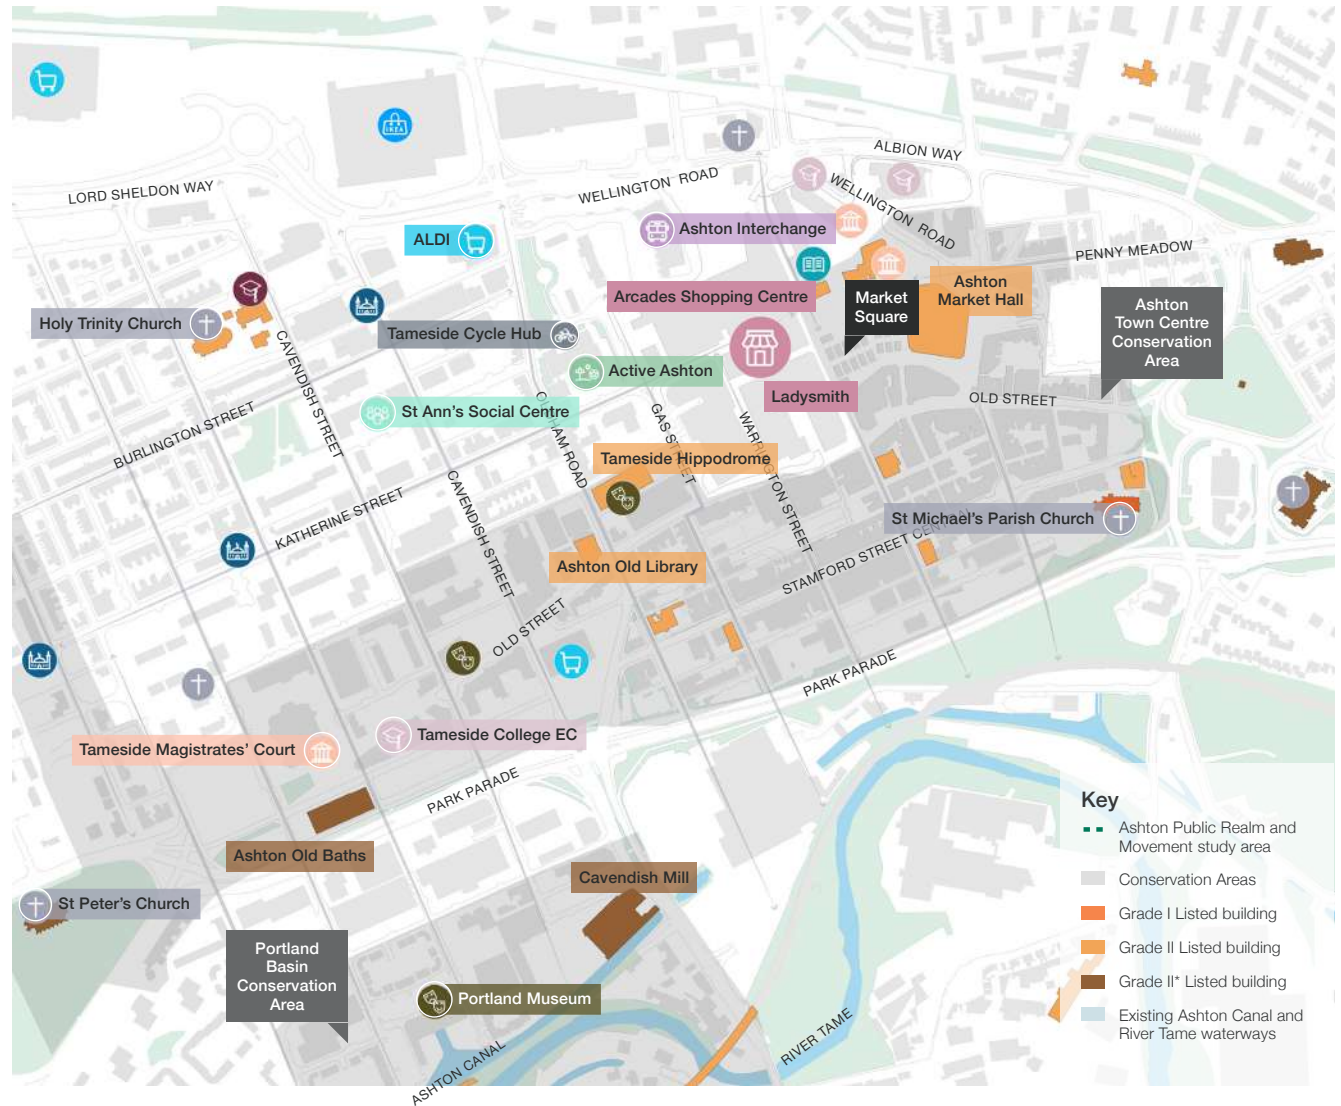 IKEA
ALBION WAY
LORD SHELDON WAY
WELLINGTON ROAD
WELLINGTON ROAD
Ashton Interchange
ALDI
PENNY MEADOW
Arcades Shopping Centre
Market
Square
Ashton
Market Hall
Ashton
Town Centre
Conservation
Area
Holy Trinity Church
Tameside Cycle Hub
CAVENDISH STREET
Active Ashton
Ladysmith
OLD STREET
St Ann's Social Centre
BURLINGTON STREET
OLDHAM ROAD
GAS STREET
WARRINGTON STREET
Tameside Hippodrome
KATHERINE STREET
CAVENDISH STREET
St Michael's Parish Church
STAMFORD STREET CENTRAL
Ashton Old Library
OLD STREET
PARK PARADE
Tameside College EC
Tameside Magistrates' Court
PARK PARADE
Ashton Old Baths
Cavendish Mill
St Peter's Church
Portland
Basin
Conservation
Area
Portland Museum
ASHTON CANAL
RIVER TAME
Key
Ashton Public Realm and
Movement study area
Conservation Areas
Grade I Listed building
Grade II Listed building
Grade II* Listed building
Existing Ashton Canal and
River Tame waterways